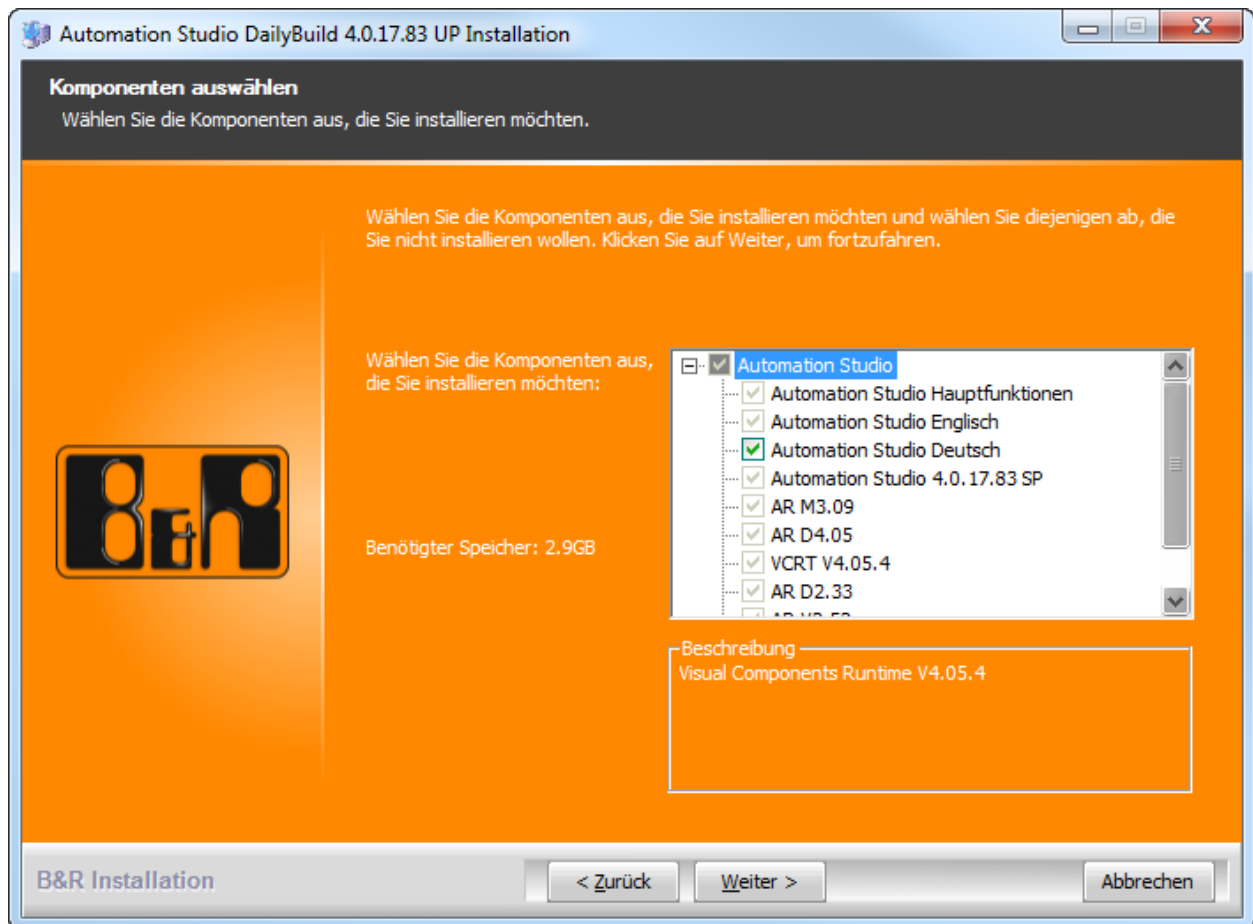 Automation Studio DailyBuild 4.0.17.83 UP Installation
Komponenten auswählen
Wählen Sie die Komponenten aus, die Sie installieren möchten.
Wählen Sie die Komponenten aus, die Sie installieren möchten und wählen Sie diejenigen ab, die
Sie nicht installieren wollen. Klicken Sie auf Weiter, um fortzufahren.
Wählen Sie die Komponenten aus,
die Sie installieren möchten:
Automation Studio
Automation Studio Hauptfunktionen
Automation Studio Englisch
Automation Studio Deutsch
Automation Studio 4.0.17.83 SP
AR M3.09
AR D4.05
VCRT V4.05.4
AR D2.33
B&R
Benötigter Speicher: 2.9GB
Beschreibung
Visual Components Runtime V4.05.4
B&R Installation
< Zurück
Weiter >
Abbrechen